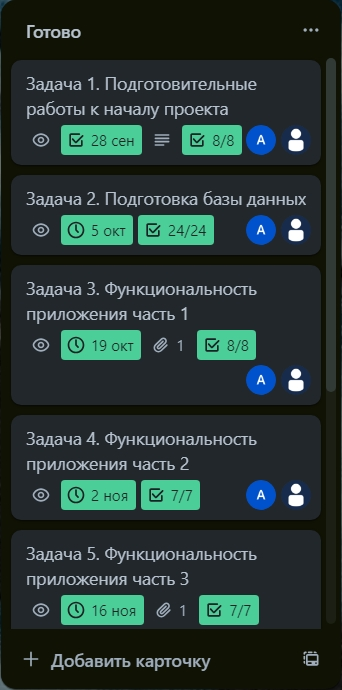 Готово
Задача 1. Подготовительные
работы к началу проекта
28 сен 8/8 A
Задача 2. Подготовка базы данных
5 окт 24/24 A
Задача 3. Функциональность
приложения часть 1
19 окт 1 8/8
A
Задача 4. Функциональность
приложения часть 2
2 ноя 7/7 A
Задача 5. Функциональность
приложения часть 3
16 ноя 1 7/7
Добавить карточку